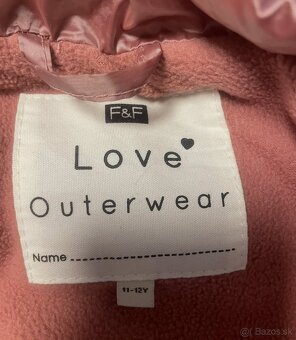 F&F
Love
Outerwear
Name
11-12Y
Bazos.sk